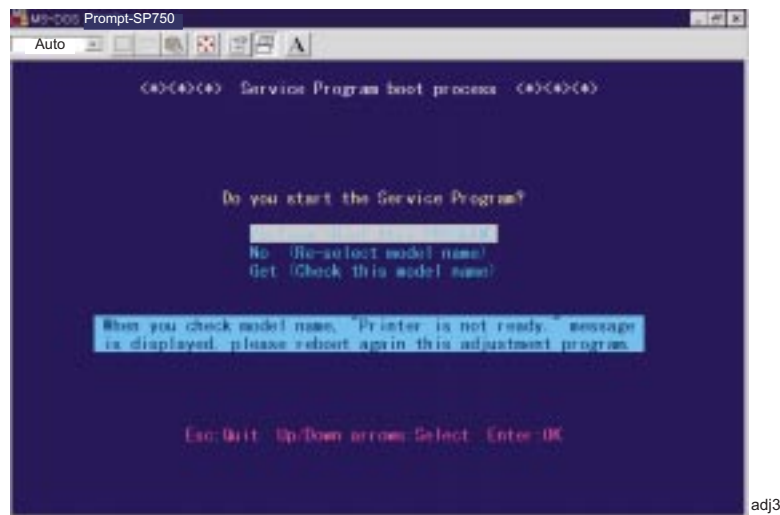 MS-DOS Prompt-SP750
Auto
A
<*><*><*> Service Program boot process <*><*><*>
Do you start the Service Program?
No (Re-select model name)
Get (Check this model name)
When you check model name, "Printer is not ready." message
is displayed, please reboot again this adjustment program.
Esc:Quit Up/Down arrows:Select Enter:OK
adj3